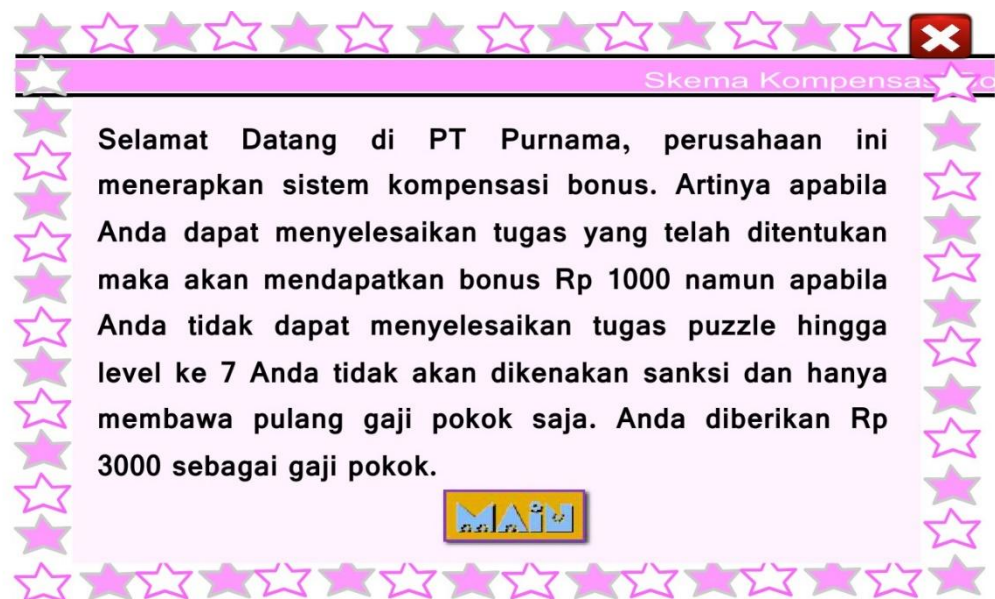 Skema Kompensas
Selamat Datang di PT Purnama, perusahaan ini
menerapkan sistem kompensasi bonus. Artinya apabila
Anda dapat menyelesaikan tugas yang telah ditentukan
maka akan mendapatkan bonus Rp 1000 namun apabila
Anda tidak dapat menyelesaikan tugas puzzle hingga
level ke 7 Anda tidak akan dikenakan sanksi dan hanya
membawa pulang gaji pokok saja. Anda diberikan Rp
3000 sebagai gaji pokok.
MAiN